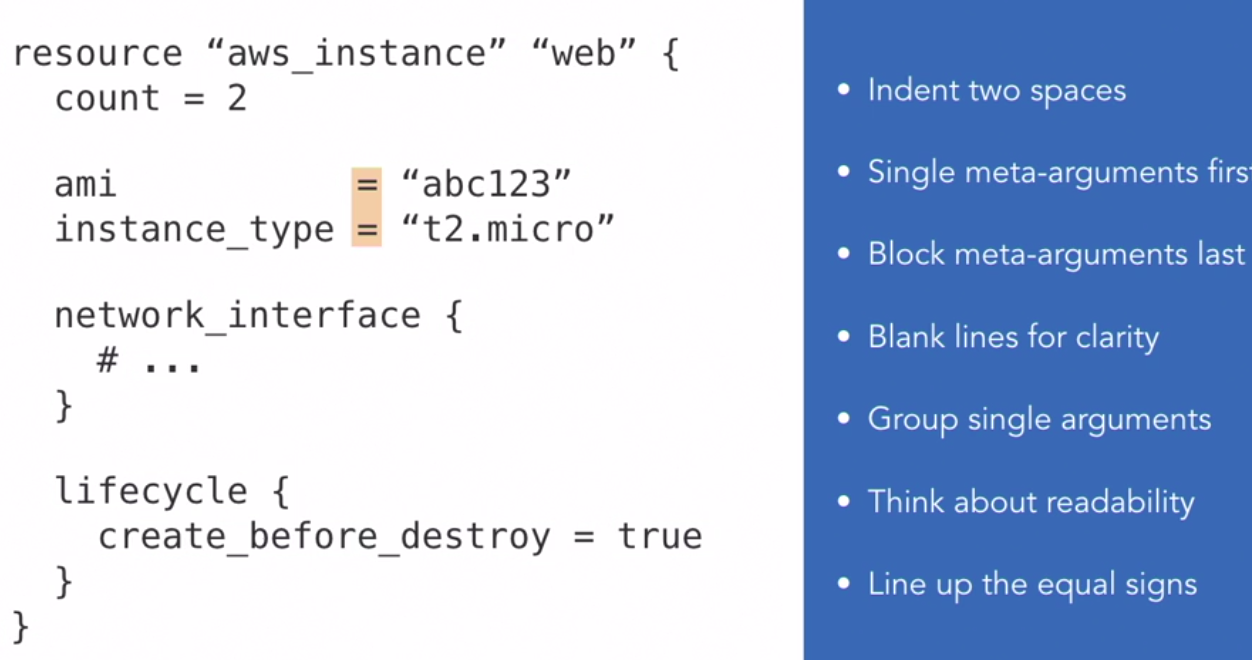 resource “aws_instance” “web” {
  count = 2

  ami           = “abc123”
  instance_type = “t2.micro”

  network_interface {
    # ...
  }

  lifecycle {
    create_before_destroy = true
  }
}
• Indent two spaces
• Single meta-arguments firs
• Block meta-arguments last
• Blank lines for clarity
• Group single arguments
• Think about readability
• Line up the equal signs